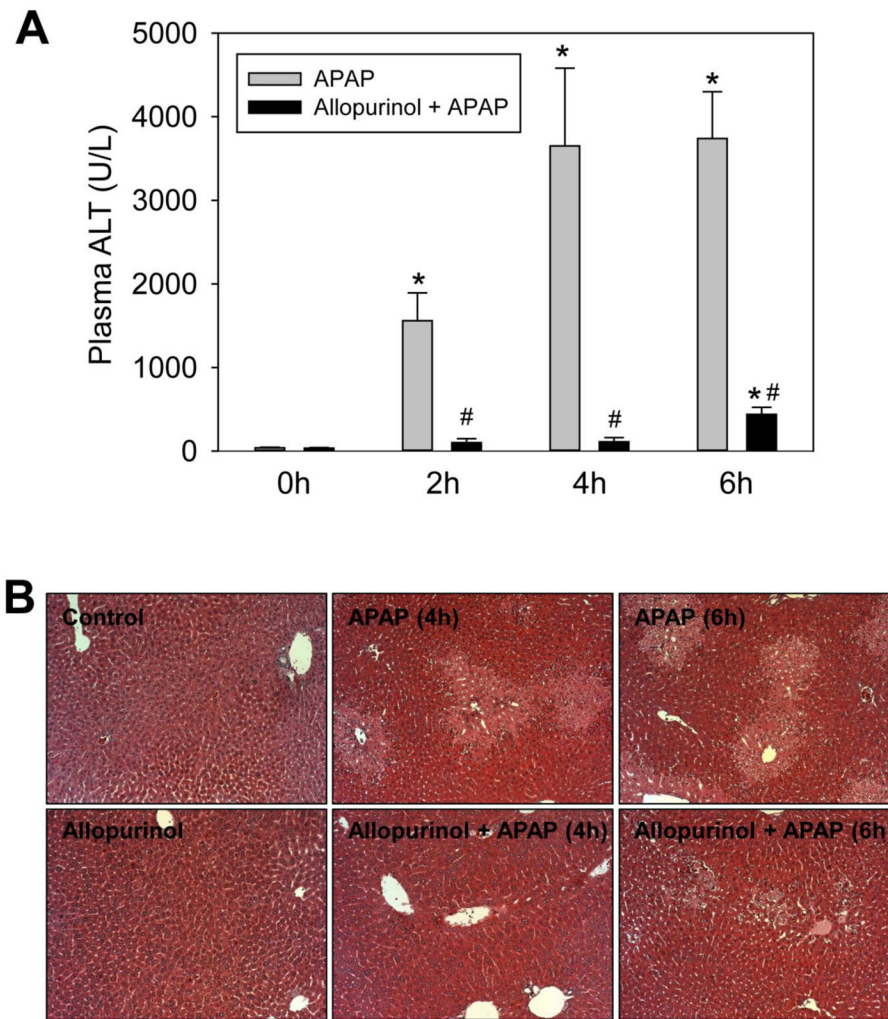 A
Plasma ALT (U/L)
5000
4000
3000
2000
1000
0
APAP
Allopurinol + APAP
*
*
*
#
#
* #
0h 2h 4h 6h
B
Control
APAP (4h)
APAP (6h)
Allopurinol
Allopurinol + APAP (4h)
Allopurinol + APAP (6h